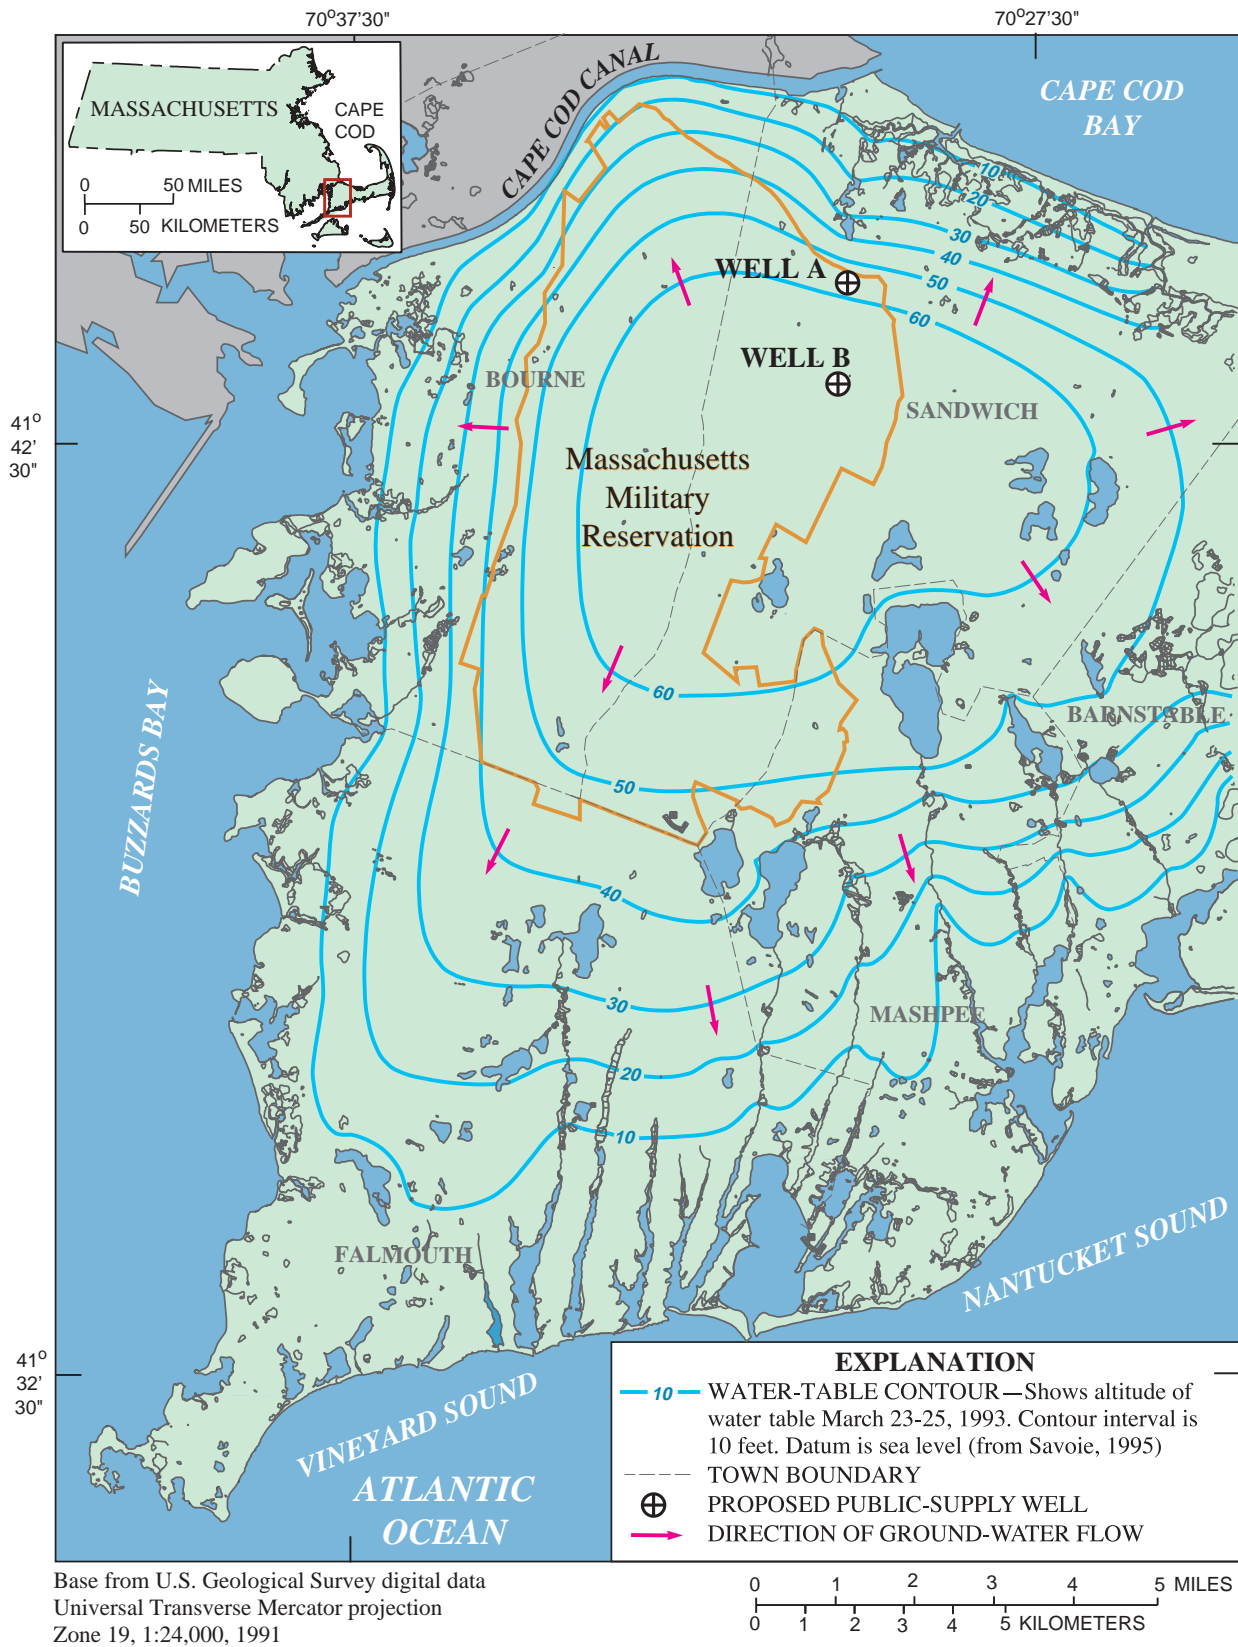 70°37'30"
70°27'30"
MASSACHUSETTS
CAPE
COD
0
50 MILES
0
50
KILOMETERS
CAPE COD CANAL
CAPE COD
BAY
10
20
30
40
50
60
WELL A
WELL B
BOURNE
SANDWICH
41°
42'
30"
Massachusetts
Military
Reservation
60
BARNSTABLE
BUZZARDS BAY
50
40
30
MASHPEE
20
10
FALMOUTH
NANTUCKET SOUND
41°
32'
30"
VINEYARD SOUND
ATLANTIC
OCEAN
EXPLANATION
10 WATER-TABLE CONTOUR—Shows altitude of
water table March 23-25, 1993. Contour interval is
10 feet. Datum is sea level (from Savoie, 1995)
TOWN BOUNDARY
PROPOSED PUBLIC-SUPPLY WELL
DIRECTION OF GROUND-WATER FLOW
Base from U.S. Geological Survey digital data
Universal Transverse Mercator projection
Zone 19, 1:24,000, 1991
0 1 2 3 4 5 MILES
0 1 2 3 4 5 KILOMETERS